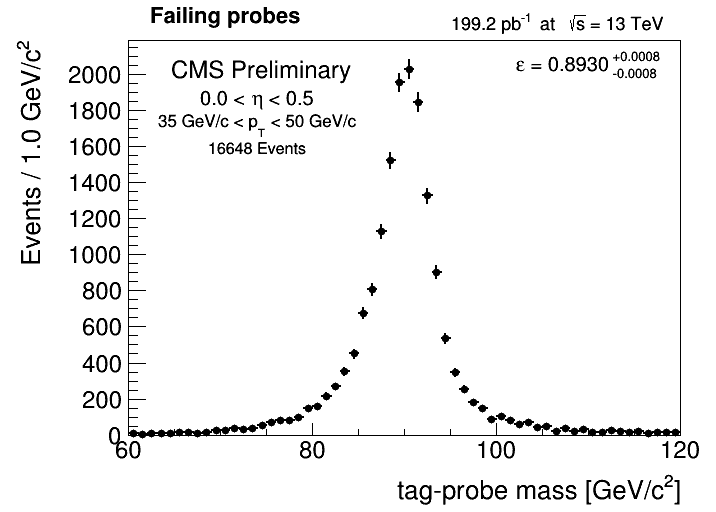 Failing probes
199.2 pb⁻¹ at √s = 13 TeV
CMS Preliminary
0.0 < η < 0.5
35 GeV/c < p_T < 50 GeV/c
16648 Events
ε = 0.8930 +0.0008 -0.0008
Events / 1.0 GeV/c²
2000
1800
1600
1400
1200
1000
800
600
400
200
0
60 80 100 120
tag-probe mass [GeV/c²]